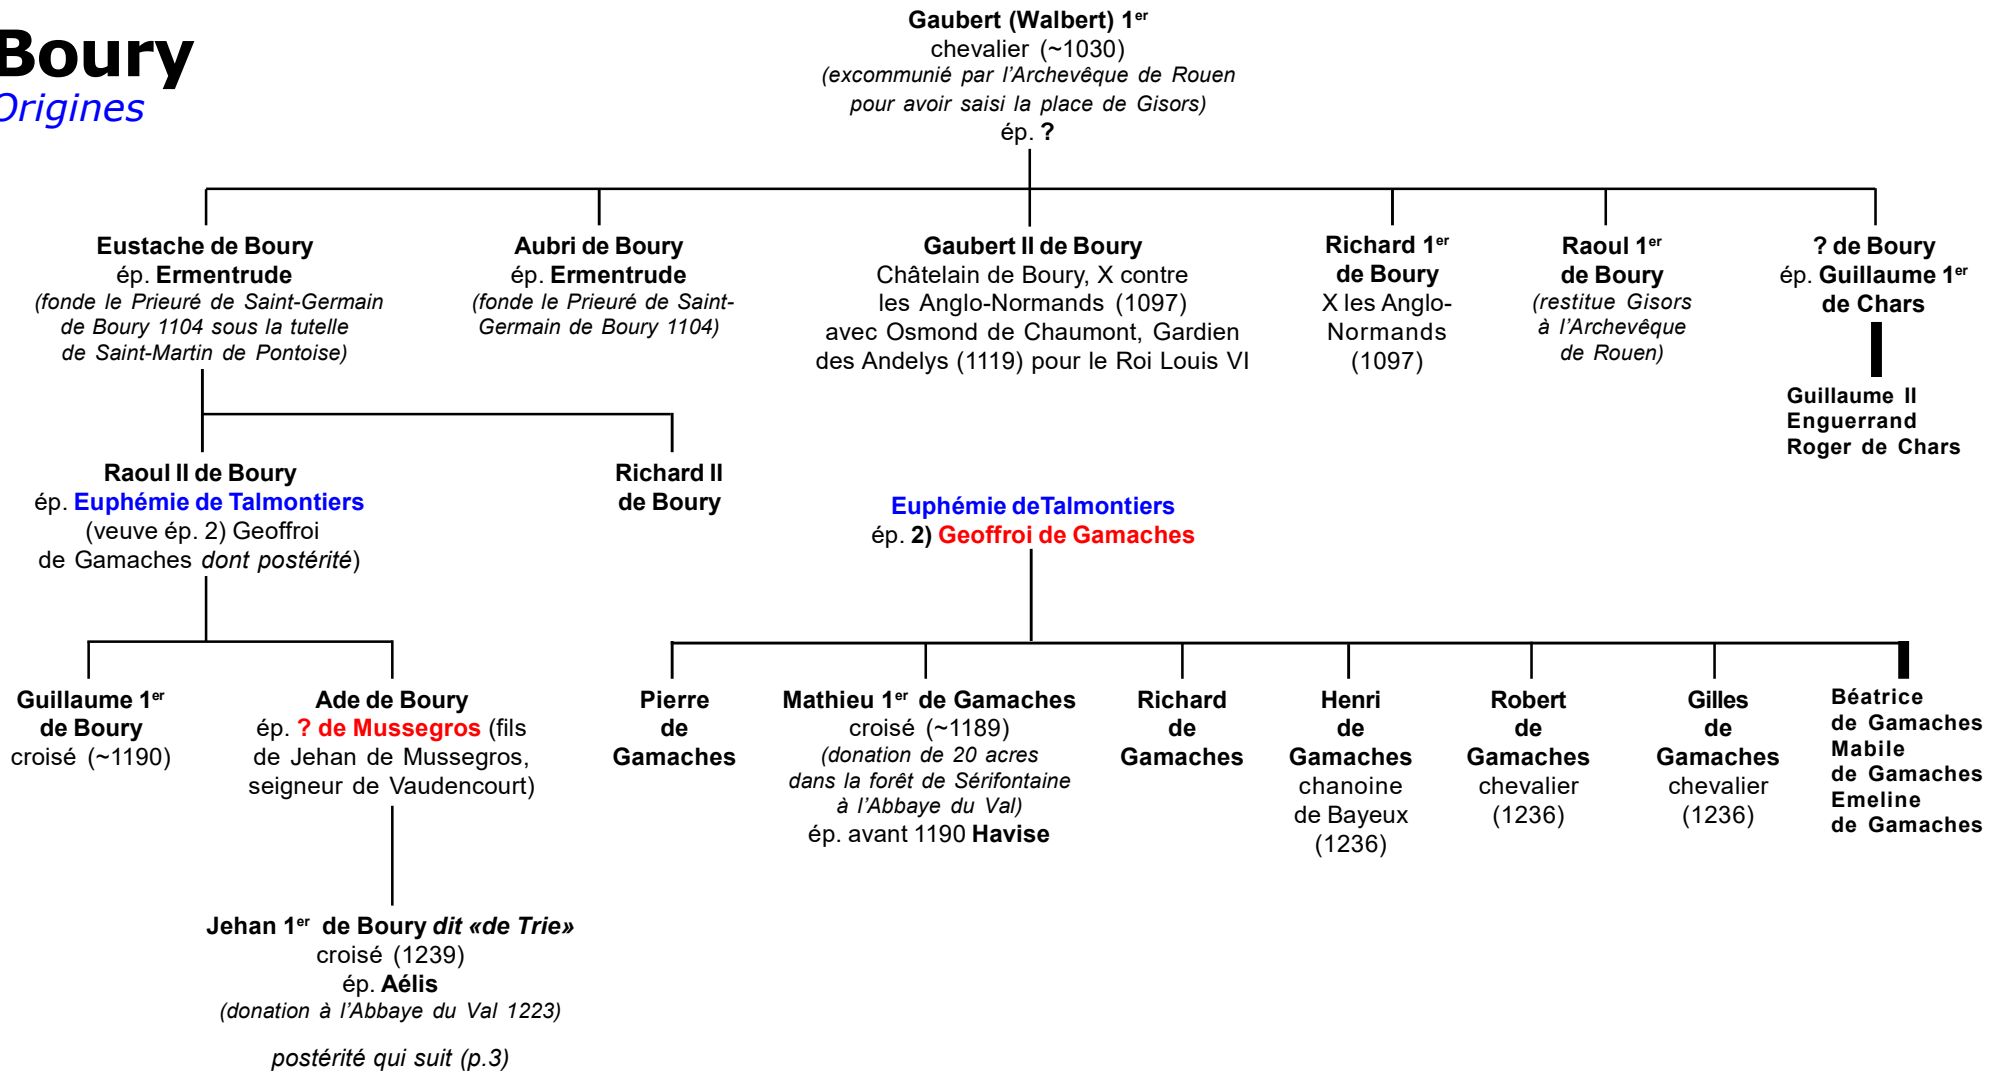 Boury
Origines
Gaubert (Walbert) 1er
chevalier (~1030)
(excommunié par l'Archevêque de Rouen
pour avoir saisi la place de Gisors)
ép. ?
Eustache de Boury
ép. Ermentrude
(fonde le Prieuré de Saint-Germain
de Boury 1104 sous la tutelle
de Saint-Martin de Pontoise)
Aubri de Boury
ép. Ermentrude
(fonde le Prieuré de Saint-
Germain de Boury 1104)
Gaubert II de Boury
Châtelain de Boury, X contre
les Anglo-Normands (1097)
avec Osmond de Chaumont, Gardien
des Andelys (1119) pour le Roi Louis VI
Richard 1er
de Boury
X les Anglo-
Normands
(1097)
Raoul 1er
de Boury
(restitue Gisors
à l'Archevêque
de Rouen)
? de Boury
ép. Guillaume 1er
de Chars
Guillaume II
Enguerrand
Roger de Chars
Raoul II de Boury
ép. Euphémie de Talmontiers
(veuve ép. 2) Geoffroi
de Gamaches dont postérité)
Richard II
de Boury
Euphémie deTalmontiers
ép. 2) Geoffroi de Gamaches
Guillaume 1er
de Boury
croisé (~1190)
Ade de Boury
ép. ? de Mussegros (fils
de Jehan de Mussegros,
seigneur de Vaudencourt)
Pierre
de
Gamaches
Mathieu 1er de Gamaches
croisé (~1189)
(donation de 20 acres
dans la forêt de Sérifontaine
à l'Abbaye du Val)
ép. avant 1190 Havise
Richard
de
Gamaches
Henri
de
Gamaches
chanoine
de Bayeux
(1236)
Robert
de
Gamaches
chevalier
(1236)
Gilles
de
Gamaches
chevalier
(1236)
Béatrice
de Gamaches
Mabile
de Gamaches
Emeline
de Gamaches
Jehan 1er de Boury dit «de Trie»
croisé (1239)
ép. Aélis
(donation à l'Abbaye du Val 1223)
postérité qui suit (p.3)